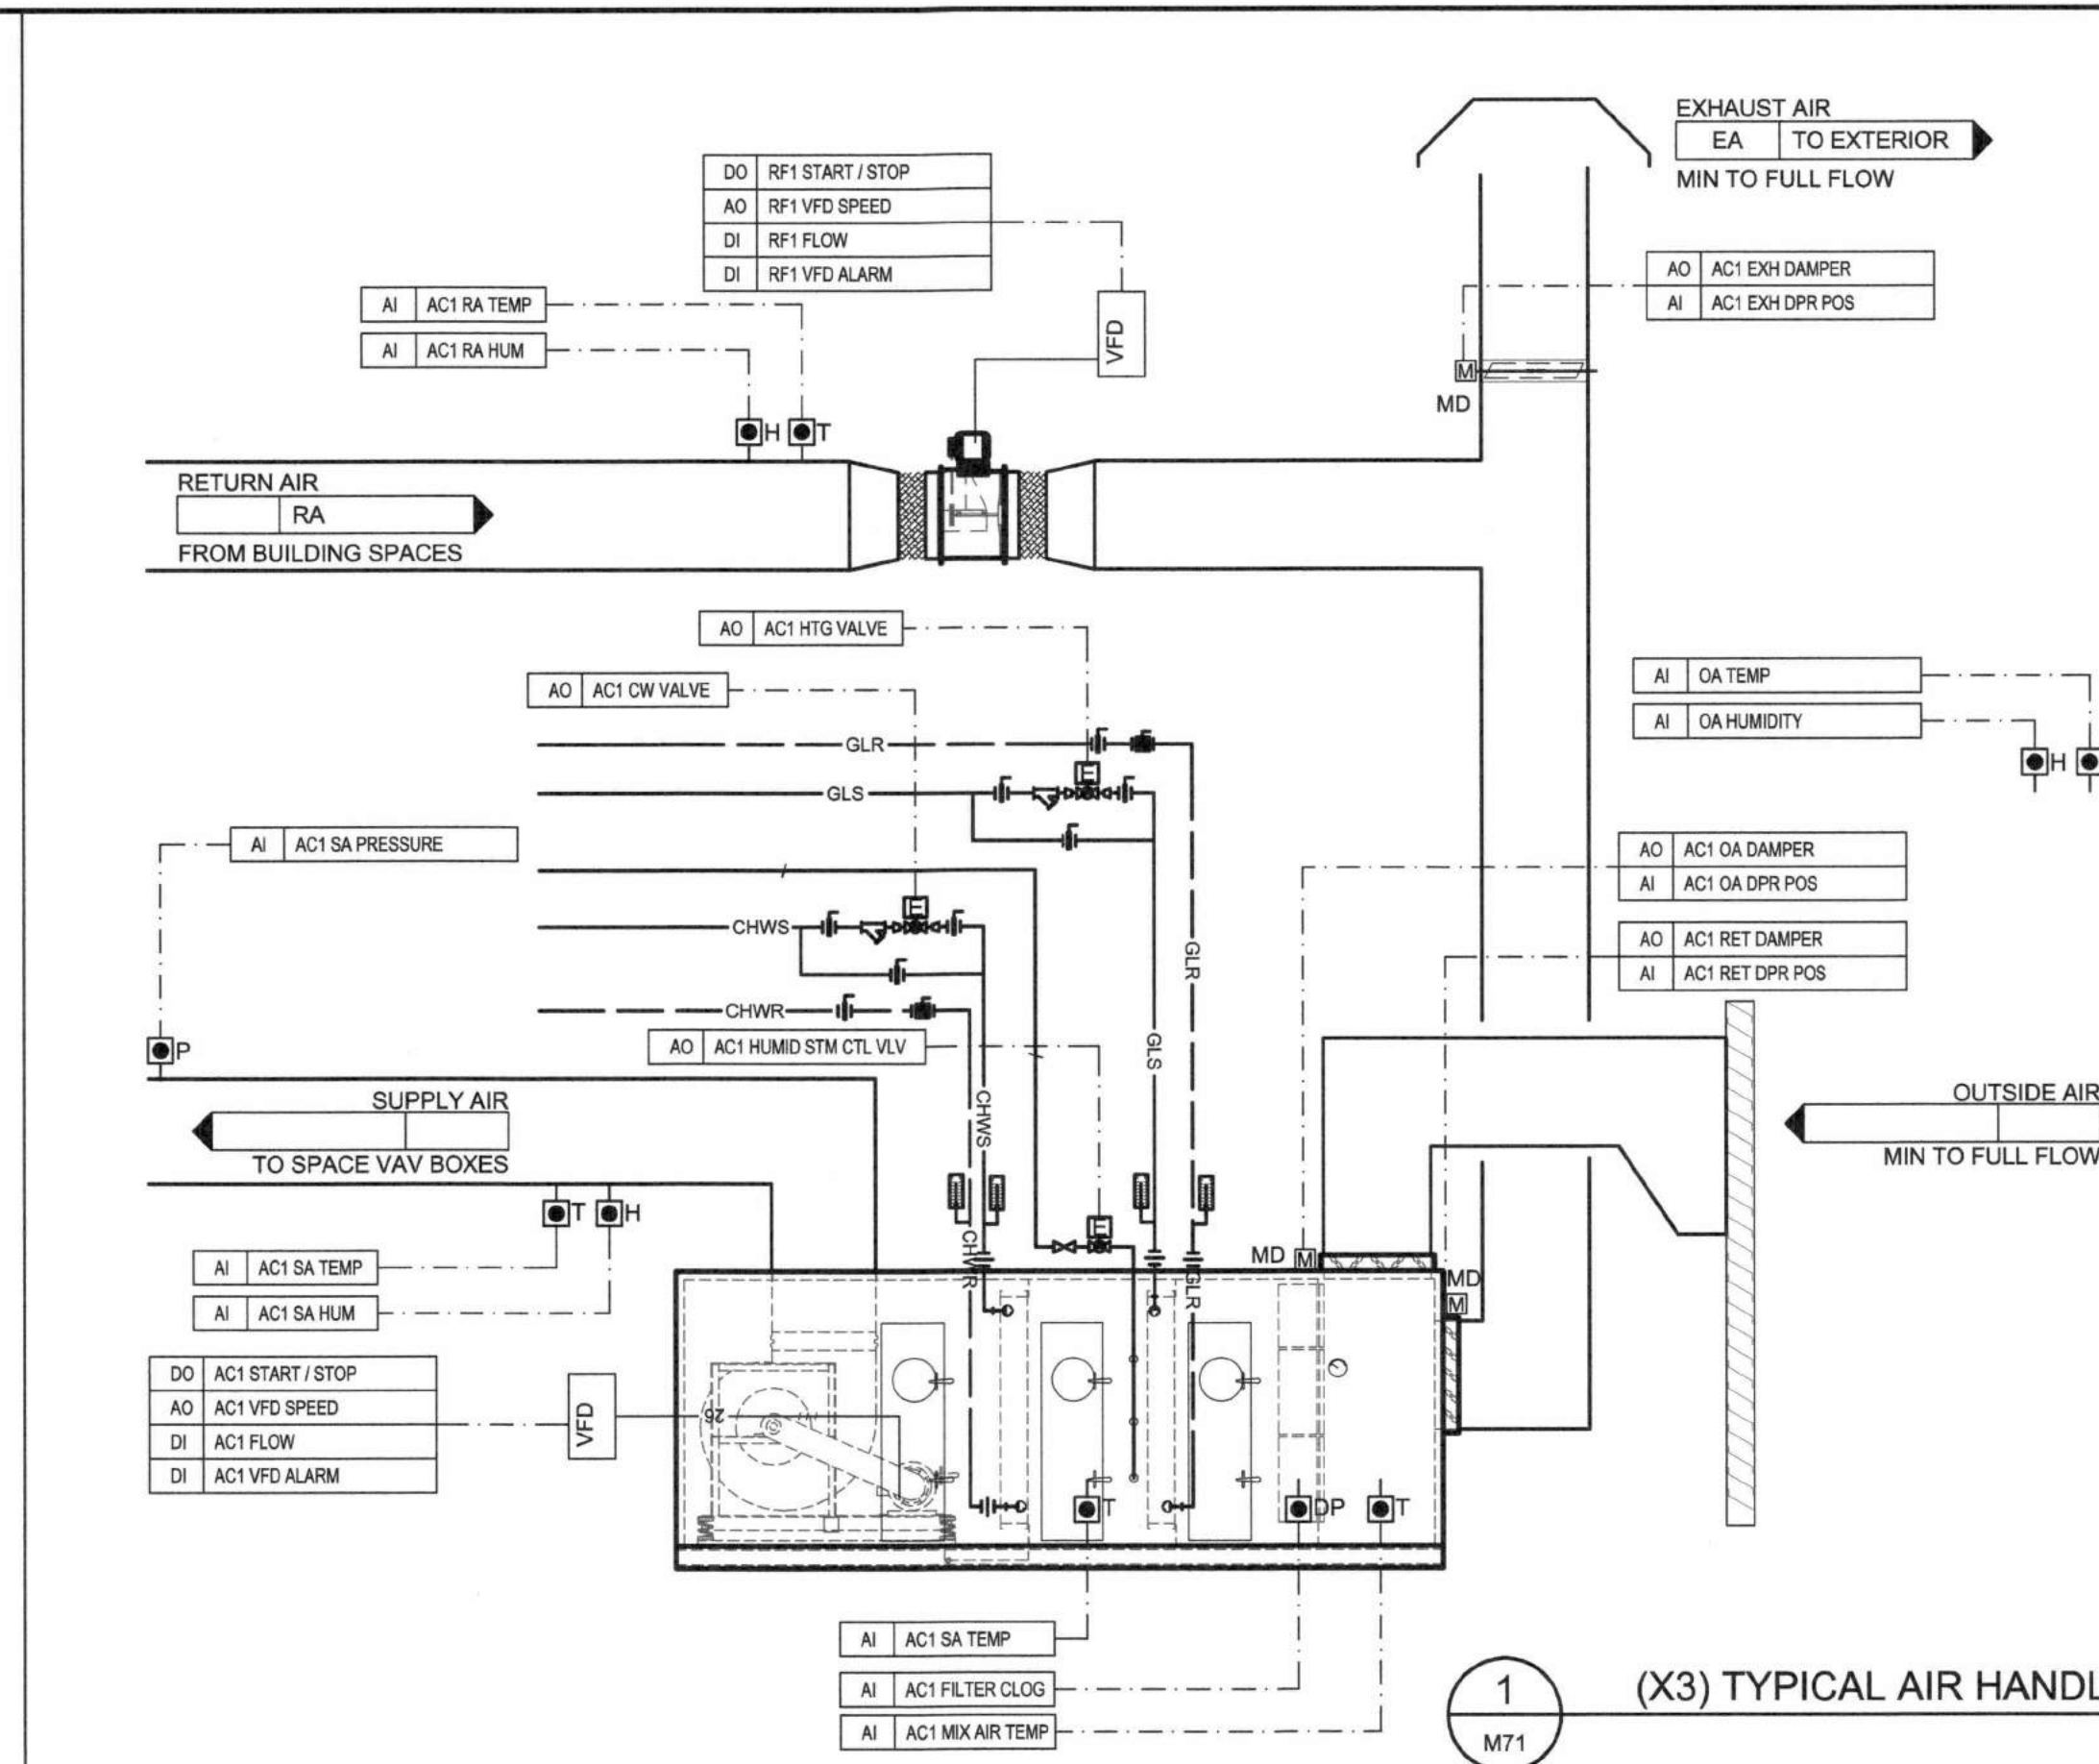 EXHAUST AIR
EA TO EXTERIOR
MIN TO FULL FLOW
DO RF1 START / STOP
AO RF1 VFD SPEED
DI RF1 FLOW
DI RF1 VFD ALARM
AO AC1 EXH DAMPER
AI AC1 EXH DPR POS
AI AC1 RA TEMP
AI AC1 RA HUM
VFD
M
MD
H T
RETURN AIR
RA
FROM BUILDING SPACES
AO AC1 HTG VALVE
AO AC1 CW VALVE
AI OA TEMP
AI OA HUMIDITY
H
GLR
E
GLS
AI AC1 SA PRESSURE
AO AC1 OA DAMPER
AI AC1 OA DPR POS
E
CHWS
AO AC1 RET DAMPER
AI AC1 RET DPR POS
GLR
CHWR
AO AC1 HUMID STM CTL VLV
GLS
P
SUPPLY AIR
TO SPACE VAV BOXES
CHWS
OUTSIDE AIR
MIN TO FULL FLOW
T H
E
CHWR
GLR
MD M
MD
M
AI AC1 SA TEMP
AI AC1 SA HUM
DO AC1 START / STOP
AO AC1 VFD SPEED
DI AC1 FLOW
DI AC1 VFD ALARM
VFD
26
T DP T
AI AC1 SA TEMP
AI AC1 FILTER CLOG
AI AC1 MIX AIR TEMP
1
M71
(X3) TYPICAL AIR HANDL